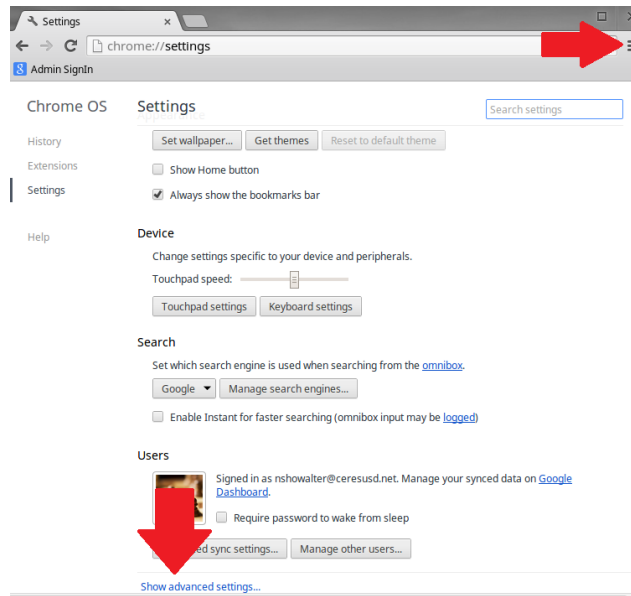 Settings
chrome://settings
8 Admin SignIn
Chrome OS
Settings
Search settings
Appearance
History
Set wallpaper... Get themes Reset to default theme
Extensions
Show Home button
Settings
Always show the bookmarks bar
Help
Device
Change settings specific to your device and peripherals.
Touchpad speed:
Touchpad settings Keyboard settings
Search
Set which search engine is used when searching from the omnibox.
Google Manage search engines...
Enable Instant for faster searching (omnibox input may be logged)
Users
Signed in as nshowalter@ceresusd.net. Manage your synced data on Google
Dashboard.
Require password to wake from sleep
sync settings... Manage other users...
Show advanced settings...